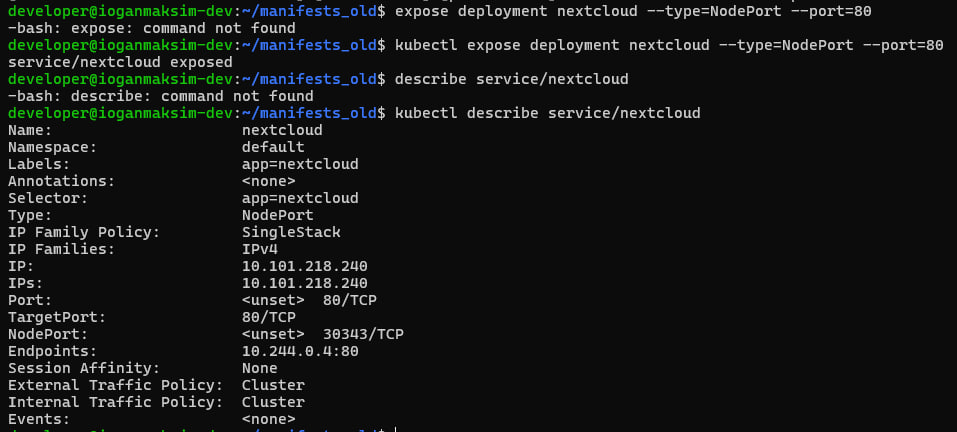 developer@ioganmaksim-dev:~/manifests_old$ expose deployment nextcloud --type=NodePort --port=80
-bash: expose: command not found
developer@ioganmaksim-dev:~/manifests_old$ kubectl expose deployment nextcloud --type=NodePort --port=80
service/nextcloud exposed
developer@ioganmaksim-dev:~/manifests_old$ describe service/nextcloud
-bash: describe: command not found
developer@ioganmaksim-dev:~/manifests_old$ kubectl describe service/nextcloud
Name:                     nextcloud
Namespace:                default
Labels:                   app=nextcloud
Annotations:              <none>
Selector:                 app=nextcloud
Type:                     NodePort
IP Family Policy:         SingleStack
IP Families:              IPv4
IP:                       10.101.218.240
IPs:                      10.101.218.240
Port:                     <unset>  80/TCP
TargetPort:               80/TCP
NodePort:                 <unset>  30343/TCP
Endpoints:                10.244.0.4:80
Session Affinity:         None
External Traffic Policy:  Cluster
Internal Traffic Policy:  Cluster
Events:                   <none>
developer@ioganmaksim-dev:~/manifests_old$